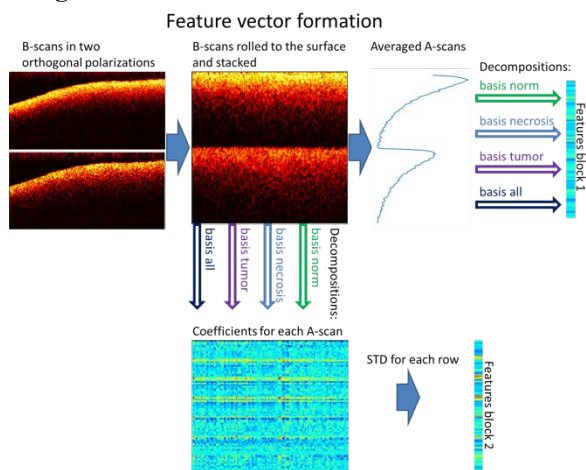 Feature vector formation
B-scans in two
orthogonal polarizations
B-scans rolled to the surface
and stacked
Averaged A-scans
Decompositions:
basis norm
basis necrosis
basis tumor
basis all
Features block 1
basis all
basis tumor
basis necrosis
basis norm
Decompositions:
Coefficients for each A-scan
STD for each row
Features block 2